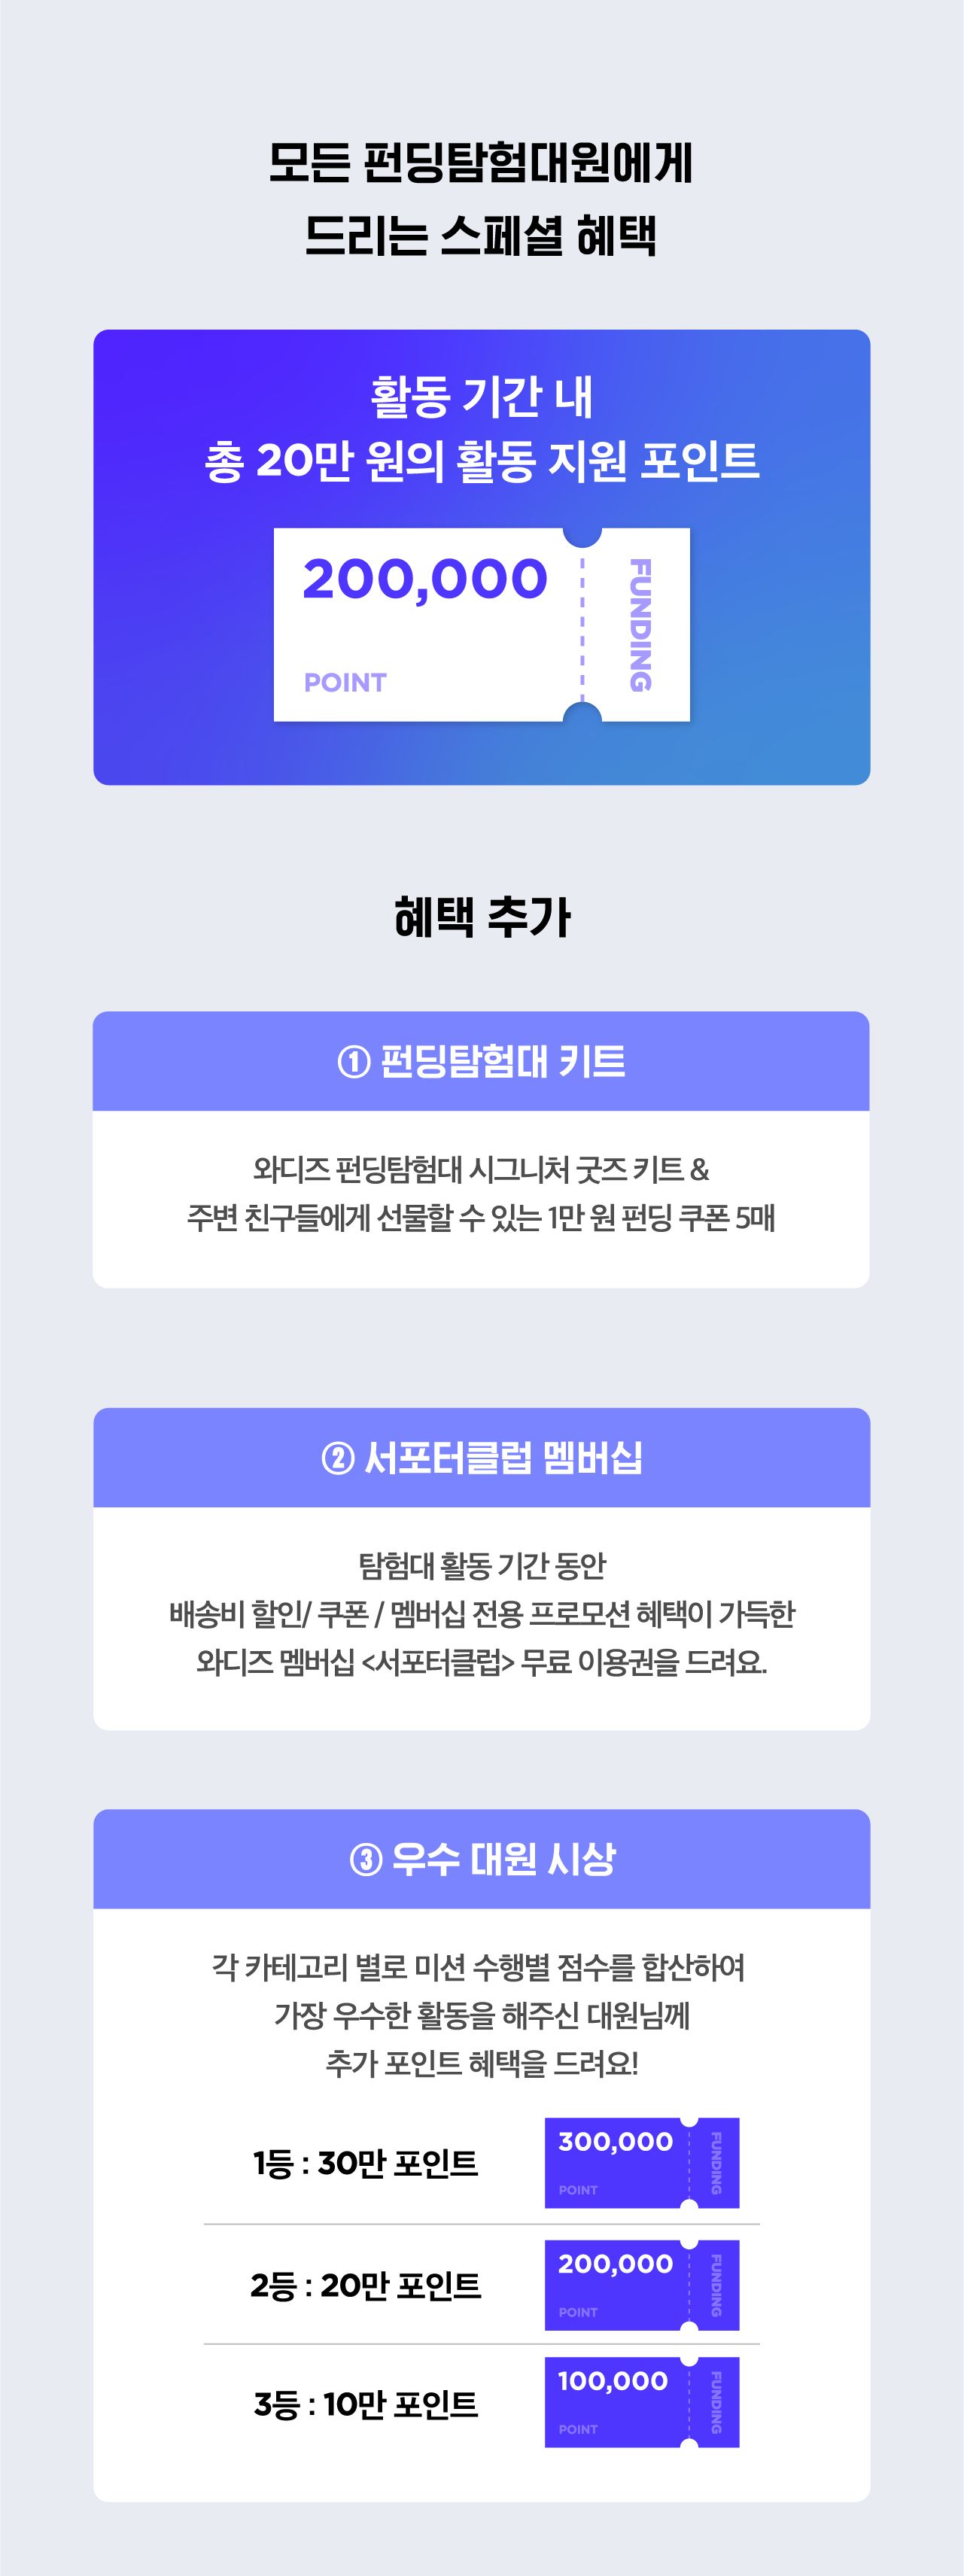 모든 펀딩탐험대원에게
드리는 스페셜 혜택
활동 기간 내
총 20만 원의 활동 지원 포인트
200,000
POINT
FUNDING
혜택 추가
① 펀딩탐험대 키트
와디즈 펀딩탐험대 시그니처 굿즈 키트 &
주변 친구들에게 선물할 수 있는 1만 원 펀딩 쿠폰 5매
② 서포터클럽 멤버십
탐험대 활동 기간 동안
배송비 할인/ 쿠폰 / 멤버십 전용 프로모션 혜택이 가득한
와디즈 멤버십 <서포터클럽> 무료 이용권을 드려요.
③ 우수 대원 시상
각 카테고리 별로 미션 수행별 점수를 합산하여
가장 우수한 활동을 해주신 대원님께
추가 포인트 혜택을 드려요!
1등 : 30만 포인트
300,000
POINT
FUNDING
2등 : 20만 포인트
200,000
POINT
FUNDING
3등 : 10만 포인트
100,000
POINT
FUNDING